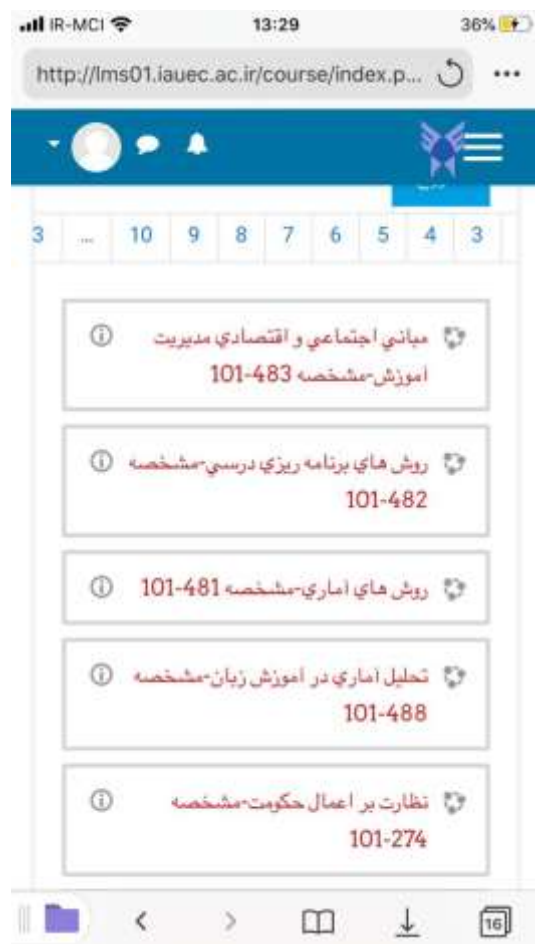 IR-MCI 13:29 36%
http://lms01.iauec.ac.ir/course/index.p...
3 4 5 6 7 8 9 10 ... 3
مباني اجتماعي و اقتصادي مديريت
آموزش-مشخصه 483-101
روش هاي برنامه ريزي درسي-مشخصه
101-482
روش هاي آماري-مشخصه 481-101
تحليل آماري در آموزش زبان-مشخصه
101-488
نظارت بر اعمال حكومت-مشخصه
101-274
16